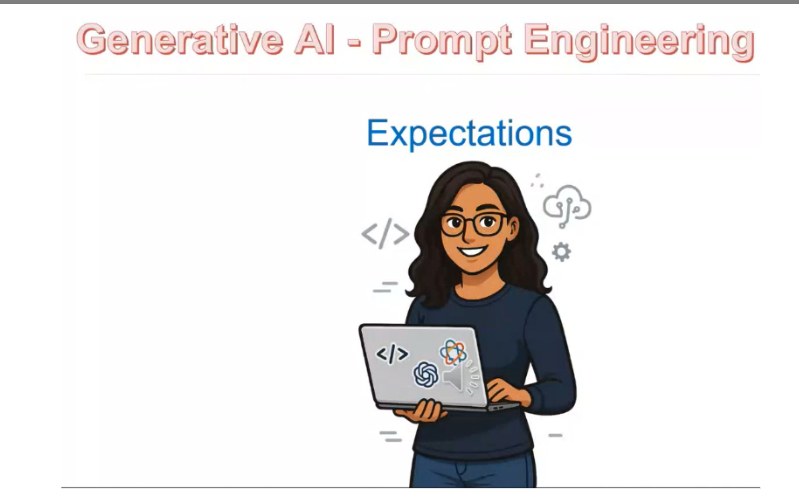 Generative AI - Prompt Engineering
Expectations
</>
</>